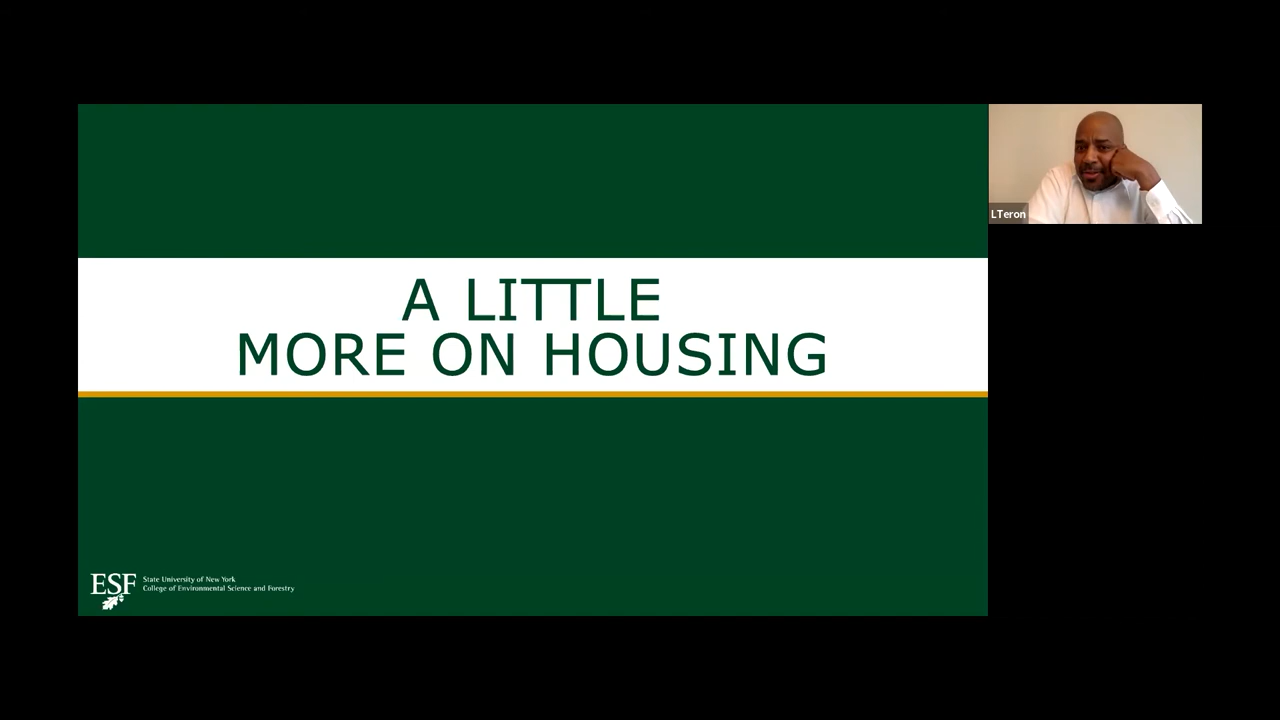 A LITTLE
MORE ON HOUSING
ESF
State University of New York
College of Environmental Science and Forestry
LTeron